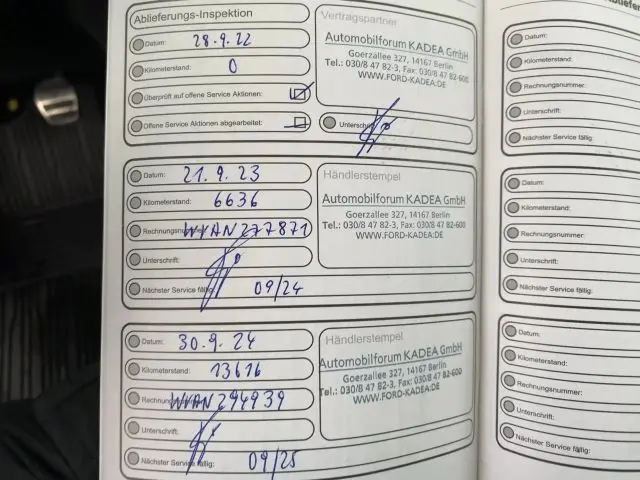 Ablieferungs-Inspektion
Vertragspartner
Datum: 28.9.22
Kilometerstand: 0
Überprüft auf offene Service Aktionen:
Offene Service Aktionen abgearbeitet:
Automobilforum KADEA GmbH
Goerzallee 327, 14167 Berlin
Tel.: 030/8 47 82-3, Fax: 030/8 47 82-600
WWW.FORD-KADEA.DE
Unterschrift
Datum: 21.9.23
Kilometerstand: 6636
Rechnungsnummer: WYAN277871
Unterschrift:
Nächster Service fällig: 09/24
Händlerstempel
Automobilforum KADEA GmbH
Goerzallee 327, 14167 Berlin
Tel.: 030/8 47 82-3, Fax: 030/8 47 82-600
WWW.FORD-KADEA.DE
Datum: 30.9.24
Kilometerstand: 13616
Rechnungsnummer: WYAN294939
Unterschrift:
Nächster Service fällig: 09/25
Händlerstempel
Automobilforum KADEA GmbH
Goerzallee 327, 14167 Berlin
Tel.: 030/8 47 82-3, Fax: 030/8 47 82-600
WWW.FORD-KADEA.DE
Datum:
Kilometerstand:
Rechnungsnummer:
Unterschrift:
Nächster Service fällig:
Datum:
Kilometerstand:
Rechnungsnummer:
Unterschrift:
Nächster Service fällig:
Datum:
Kilometerstand:
Rechnungsnummer:
Unterschrift:
Nächster Service fällig: